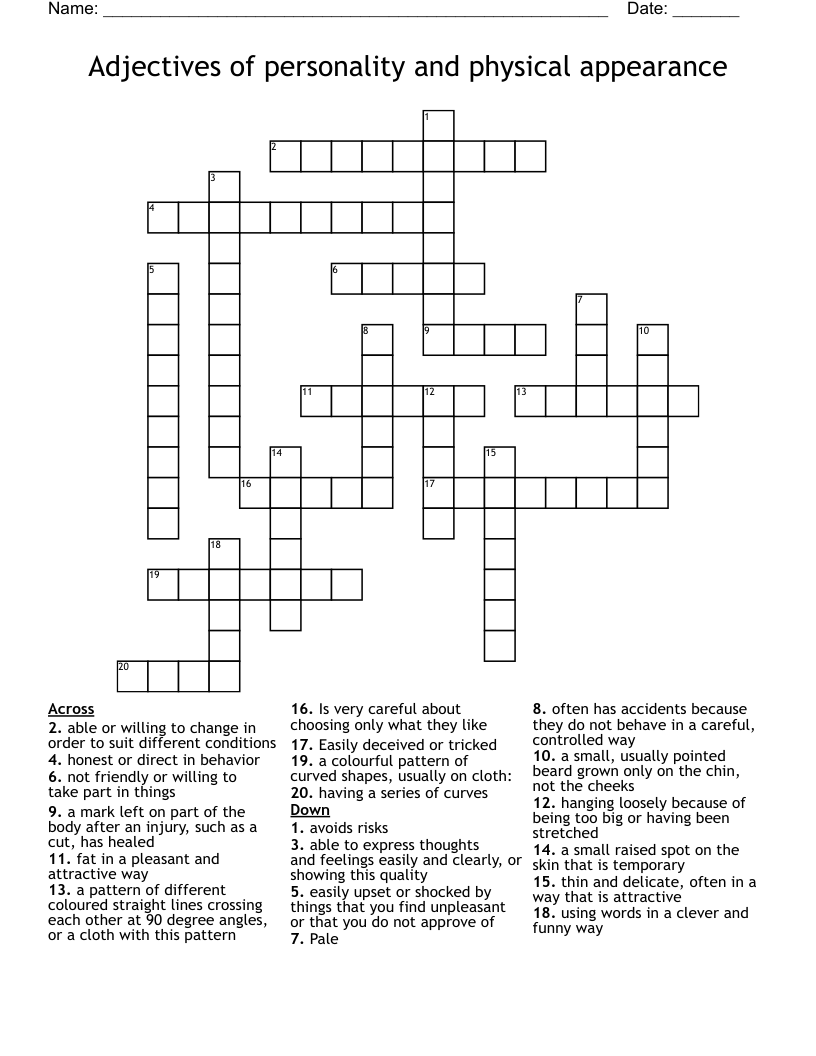 Name: _____________________________________________________ Date: _______
Adjectives of personality and physical appearance
1
2
3
4
5
6
7
8
9
10
11
12
13
14
15
16
17
18
19
20
Across
2. able or willing to change in
order to suit different conditions
4. honest or direct in behavior
6. not friendly or willing to
take part in things
9. a mark left on part of the
body after an injury, such as a
cut, has healed
11. fat in a pleasant and
attractive way
13. a pattern of different
coloured straight lines crossing
each other at 90 degree angles,
or a cloth with this pattern
16. Is very careful about
choosing only what they like
17. Easily deceived or tricked
19. a colourful pattern of
curved shapes, usually on cloth:
20. having a series of curves
Down
1. avoids risks
3. able to express thoughts
and feelings easily and clearly, or
showing this quality
5. easily upset or shocked by
things that you find unpleasant
or that you do not approve of
7. Pale
8. often has accidents because
they do not behave in a careful,
controlled way
10. a small, usually pointed
beard grown only on the chin,
not the cheeks
12. hanging loosely because of
being too big or having been
stretched
14. a small raised spot on the
skin that is temporary
15. thin and delicate, often in a
way that is attractive
18. using words in a clever and
funny way